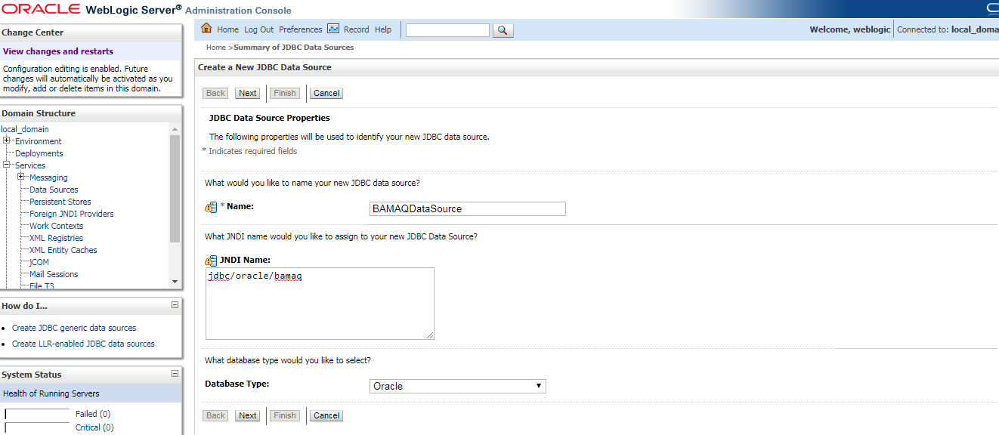 ORACLE WebLogic Server® Administration Console
Change Center
View changes and restarts
Configuration editing is enabled. Future
changes will automatically be activated as you
modify, add or delete items in this domain.
Domain Structure
local_domain
Environment
Deployments
Services
Messaging
Data Sources
Persistent Stores
Foreign JNDI Providers
Work Contexts
XML Registries
XML Entity Caches
jCOM
Mail Sessions
File T3
How do I...
Create JDBC generic data sources
Create LLR-enabled JDBC data sources
System Status
Health of Running Servers
Failed (0)
Critical (0)
Home Log Out Preferences Record Help
Welcome, weblogic Connected to: local_doma
Home >Summary of JDBC Data Sources
Create a New JDBC Data Source
Back Next Finish Cancel
JDBC Data Source Properties
The following properties will be used to identify your new JDBC data source.
* Indicates required fields
What would you like to name your new JDBC data source?
* Name: BAMAQDataSource
What JNDI name would you like to assign to your new JDBC Data Source?
JNDI Name:
jdbc/oracle/bamaq
What database type would you like to select?
Database Type: Oracle
Back Next Finish Cancel